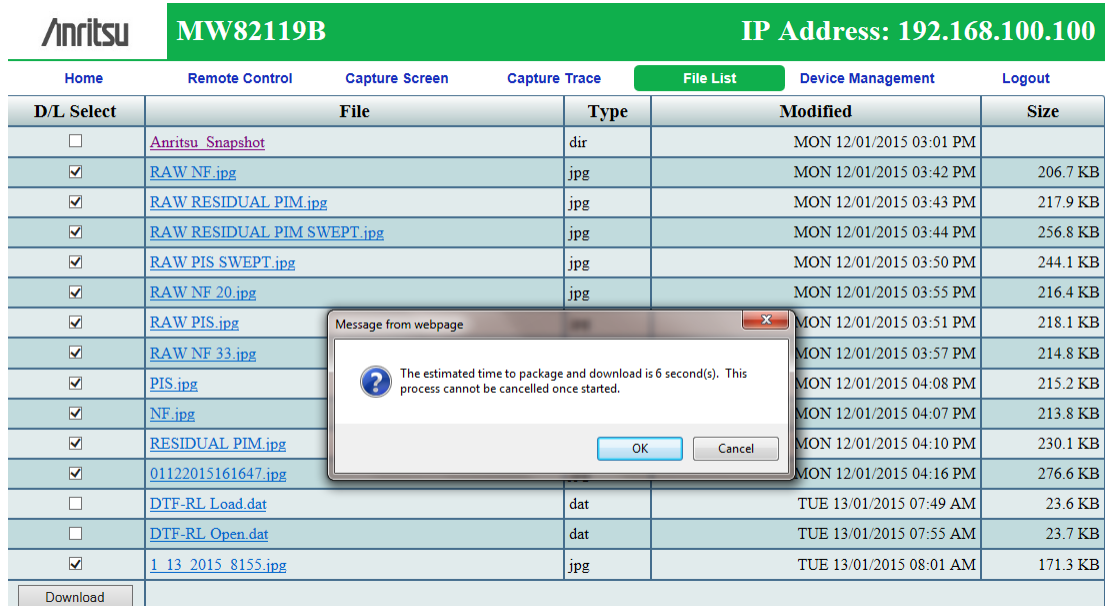 Anritsu MW82119B IP Address: 192.168.100.100
Home Remote Control Capture Screen Capture Trace File List Device Management Logout
D/L Select File Type Modified Size
Anritsu_Snapshot dir MON 12/01/2015 03:01 PM
RAW NF.jpg jpg MON 12/01/2015 03:42 PM 206.7 KB
RAW RESIDUAL PIM.jpg jpg MON 12/01/2015 03:43 PM 217.9 KB
RAW RESIDUAL PIM SWEPT.jpg jpg MON 12/01/2015 03:44 PM 256.8 KB
RAW PIS SWEPT.jpg jpg MON 12/01/2015 03:50 PM 244.1 KB
RAW NF 20.jpg jpg MON 12/01/2015 03:55 PM 216.4 KB
RAW PIS.jpg MON 12/01/2015 03:51 PM 218.1 KB
RAW NF 33.jpg MON 12/01/2015 03:57 PM 214.8 KB
PIS.jpg MON 12/01/2015 04:08 PM 215.2 KB
NF.jpg MON 12/01/2015 04:07 PM 213.8 KB
RESIDUAL PIM.jpg MON 12/01/2015 04:10 PM 230.1 KB
01122015161647.jpg MON 12/01/2015 04:16 PM 276.6 KB
DTF-RL Load.dat dat TUE 13/01/2015 07:49 AM 23.6 KB
DTF-RL Open.dat dat TUE 13/01/2015 07:55 AM 23.7 KB
1_13_2015_8155.jpg jpg TUE 13/01/2015 08:01 AM 171.3 KB
Download
Message from webpage
The estimated time to package and download is 6 second(s). This
process cannot be cancelled once started.
OK Cancel